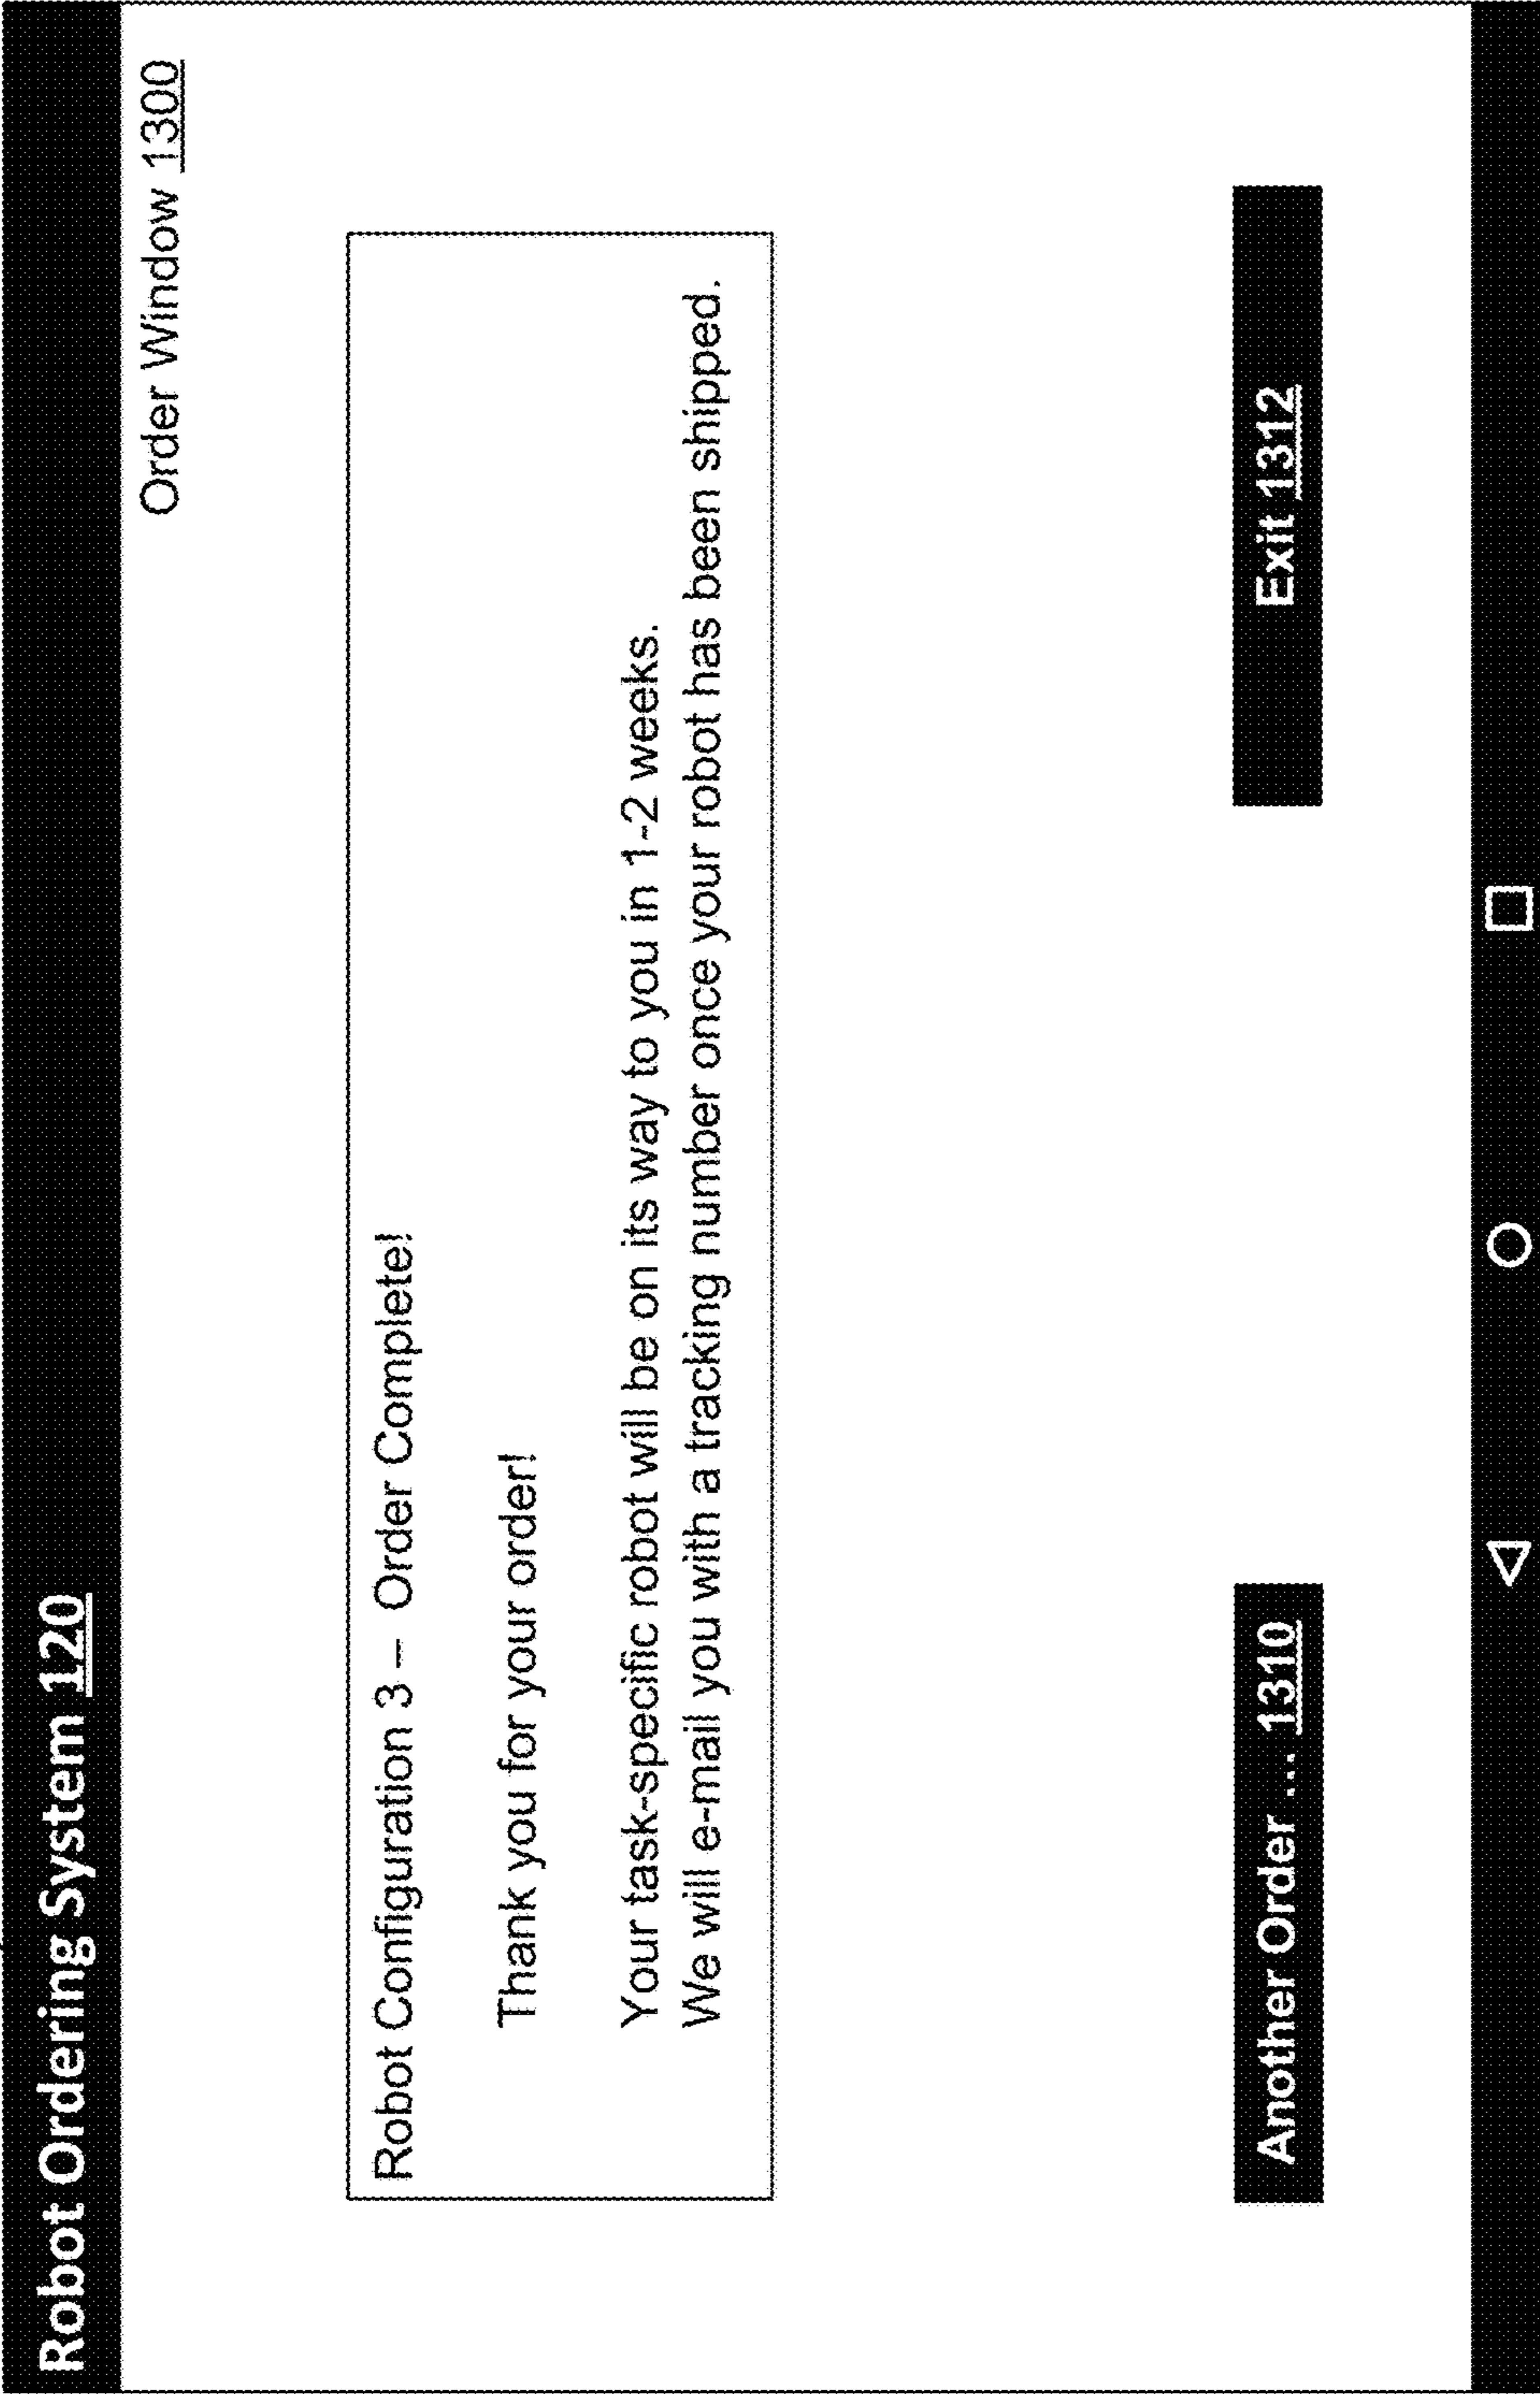 Robot Ordering System 120
Order Window 1300
Robot Configuration 3 – Order Complete!
Thank you for your order!
Your task-specific robot will be on its way to you in 1-2 weeks.
We will e-mail you with a tracking number once your robot has been shipped.
Another Order ... 1310
Exit 1312